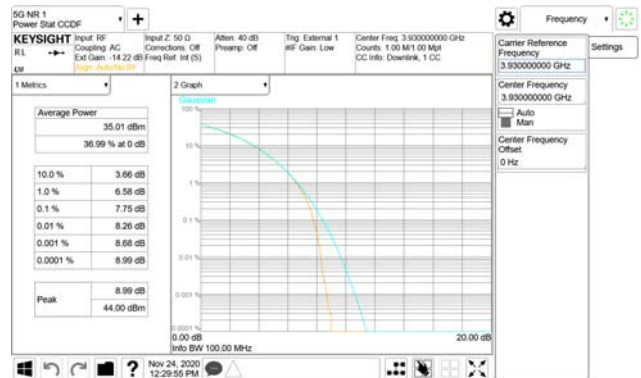 5G NR 1
Power Stat CCDF
Frequency
KEYSIGHT
RL
Input: RF
Coupling: AC
Ext Gain: -14.22 dB
Align: Auto/No RF
Input Z: 50 Ω
Corrections: Off
Freq Ref: Int (S)
Atten: 40 dB
Preamp: Off
Trig: External 1
#IF Gain: Low
Center Freq: 3.930000000 GHz
Counts: 1.00 M/1.00 Mpt
CC Info: Downlink, 1 CC
Carrier Reference
Frequency
3.930000000 GHz
Settings
Center Frequency
3.930000000 GHz
Auto
Man
Center Frequency
Offset
0 Hz
1 Metrics
Average Power
35.01 dBm
36.99 % at 0 dB
10.0 % 3.66 dB
1.0 % 6.58 dB
0.1 % 7.75 dB
0.01 % 8.26 dB
0.001 % 8.68 dB
0.0001 % 8.99 dB
Peak
8.99 dB
44.00 dBm
2 Graph
Gaussian
100 %
10 %
1 %
0.1 %
0.01 %
0.001 %
0.0001 %
0.00 dB
20.00 dB
Info BW 100.00 MHz
Nov 24, 2020
12:29:55 PM